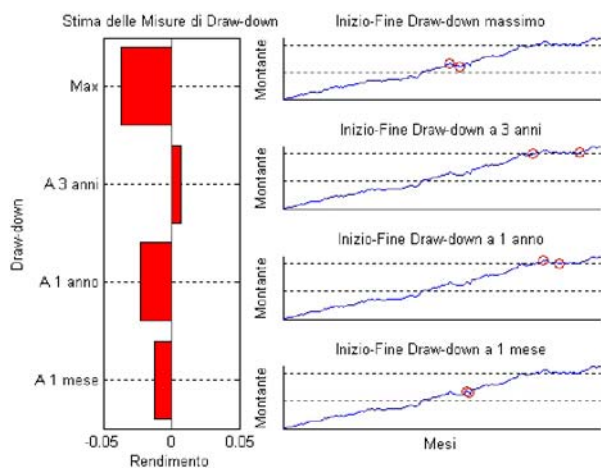 Stima delle Misure di Draw-down
Draw-down
Max
A 3 anni
A 1 anno
A 1 mese
-0.05
0
0.05
Rendimento
Inizio-Fine Draw-down massimo
Montante
Inizio-Fine Draw-down a 3 anni
Montante
Inizio-Fine Draw-down a 1 anno
Montante
Inizio-Fine Draw-down a 1 mese
Montante
Mesi